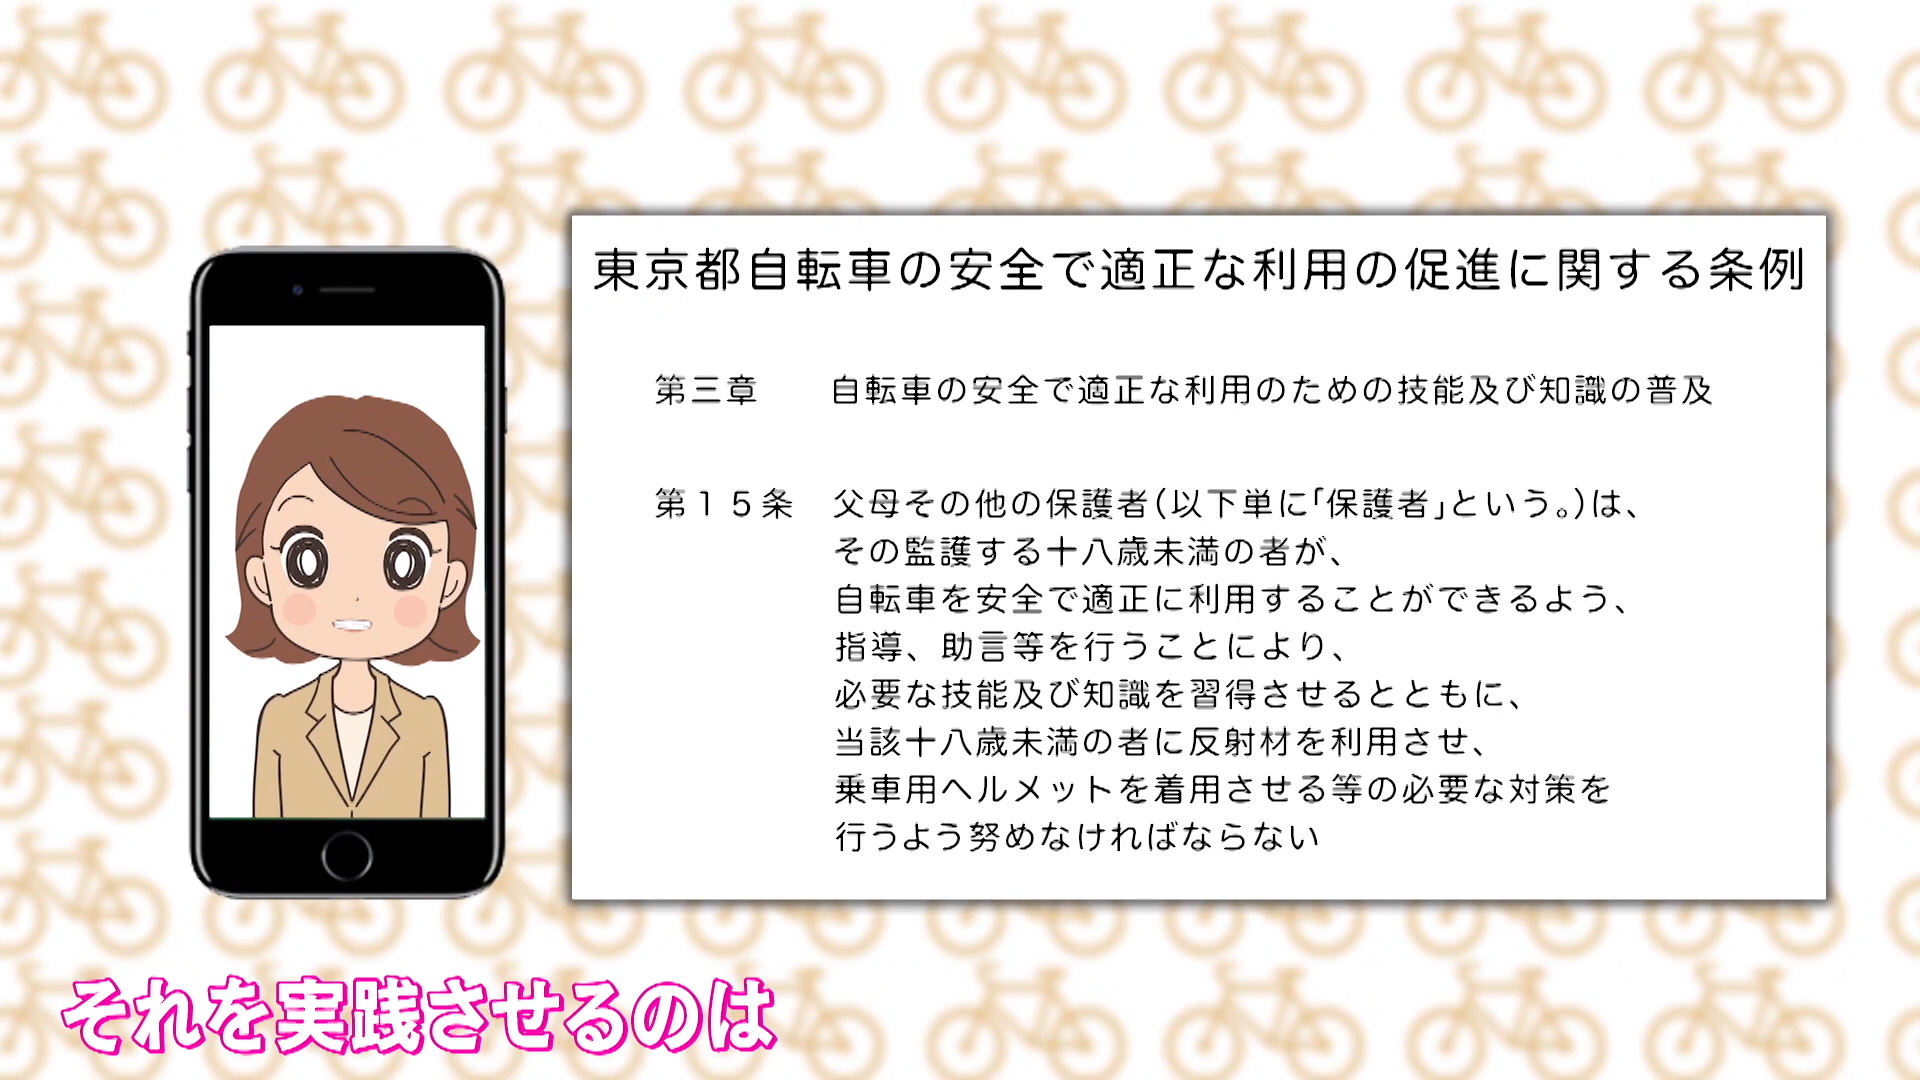 東京都自転車の安全で適正な利用の促進に関する条例
第三章　自転車の安全で適正な利用のための技能及び知識の普及
第１５条　父母その他の保護者（以下単に「保護者」という。）は、
その監護する十八歳未満の者が、
自転車を安全で適正に利用することができるよう、
指導、助言等を行うことにより、
必要な技能及び知識を習得させるとともに、
当該十八歳未満の者に反射材を利用させ、
乗車用ヘルメットを着用させる等の必要な対策を
行うよう努めなければならない
それを実践させるのは